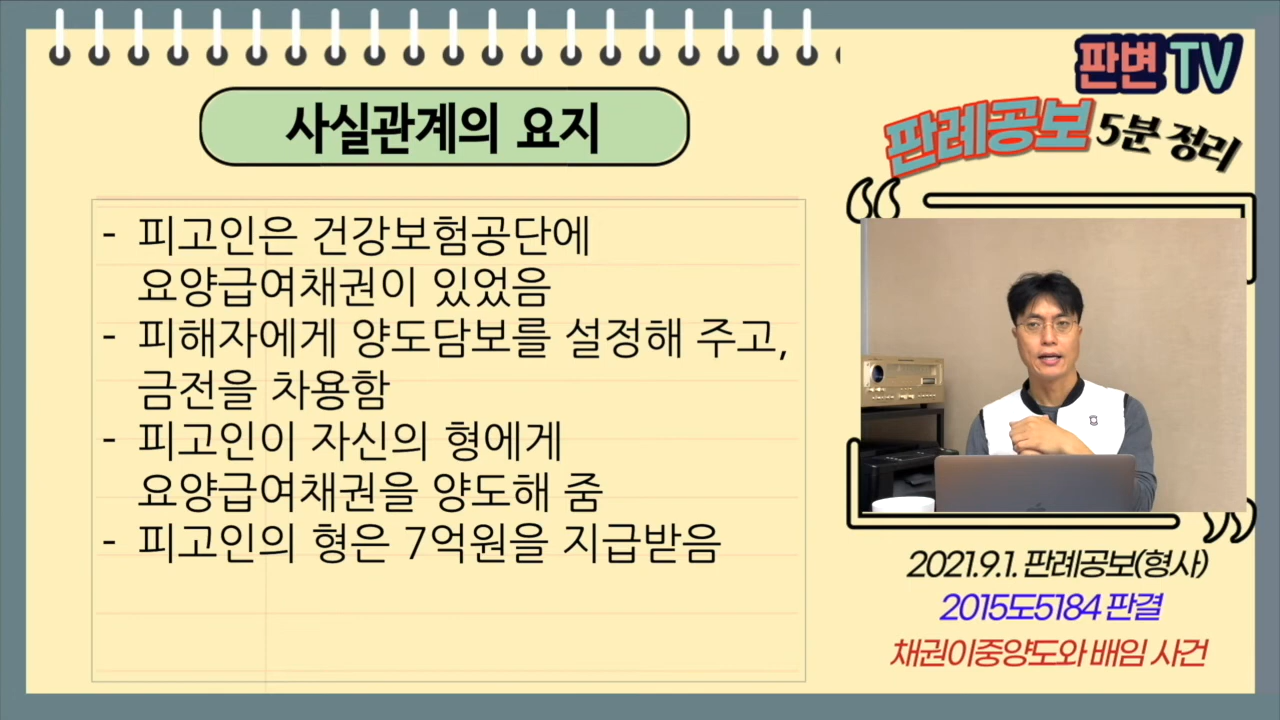 판변 TV
판례공보 5분 정리
사실관계의 요지
- 피고인은 건강보험공단에
요양급여채권이 있었음
- 피해자에게 양도담보를 설정해 주고,
금전을 차용함
- 피고인이 자신의 형에게
요양급여채권을 양도해 줌
- 피고인의 형은 7억원을 지급받음
2021.9.1. 판례공보(형사)
2015도5184 판결
채권이중양도와 배임 사건